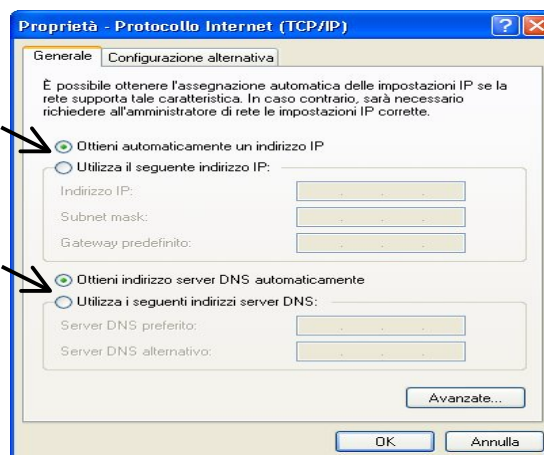 Proprietà - Protocollo Internet (TCP/IP)
Generale
Configurazione alternativa
È possibile ottenere l'assegnazione automatica delle impostazioni IP se la
rete supporta tale caratteristica. In caso contrario, sarà necessario
richiedere all'amministratore di rete le impostazioni IP corrette.
Ottieni automaticamente un indirizzo IP
Utilizza il seguente indirizzo IP:
Indirizzo IP:
Subnet mask:
Gateway predefinito:
Ottieni indirizzo server DNS automaticamente
Utilizza i seguenti indirizzi server DNS:
Server DNS preferito:
Server DNS alternativo:
Avanzate...
OK
Annulla